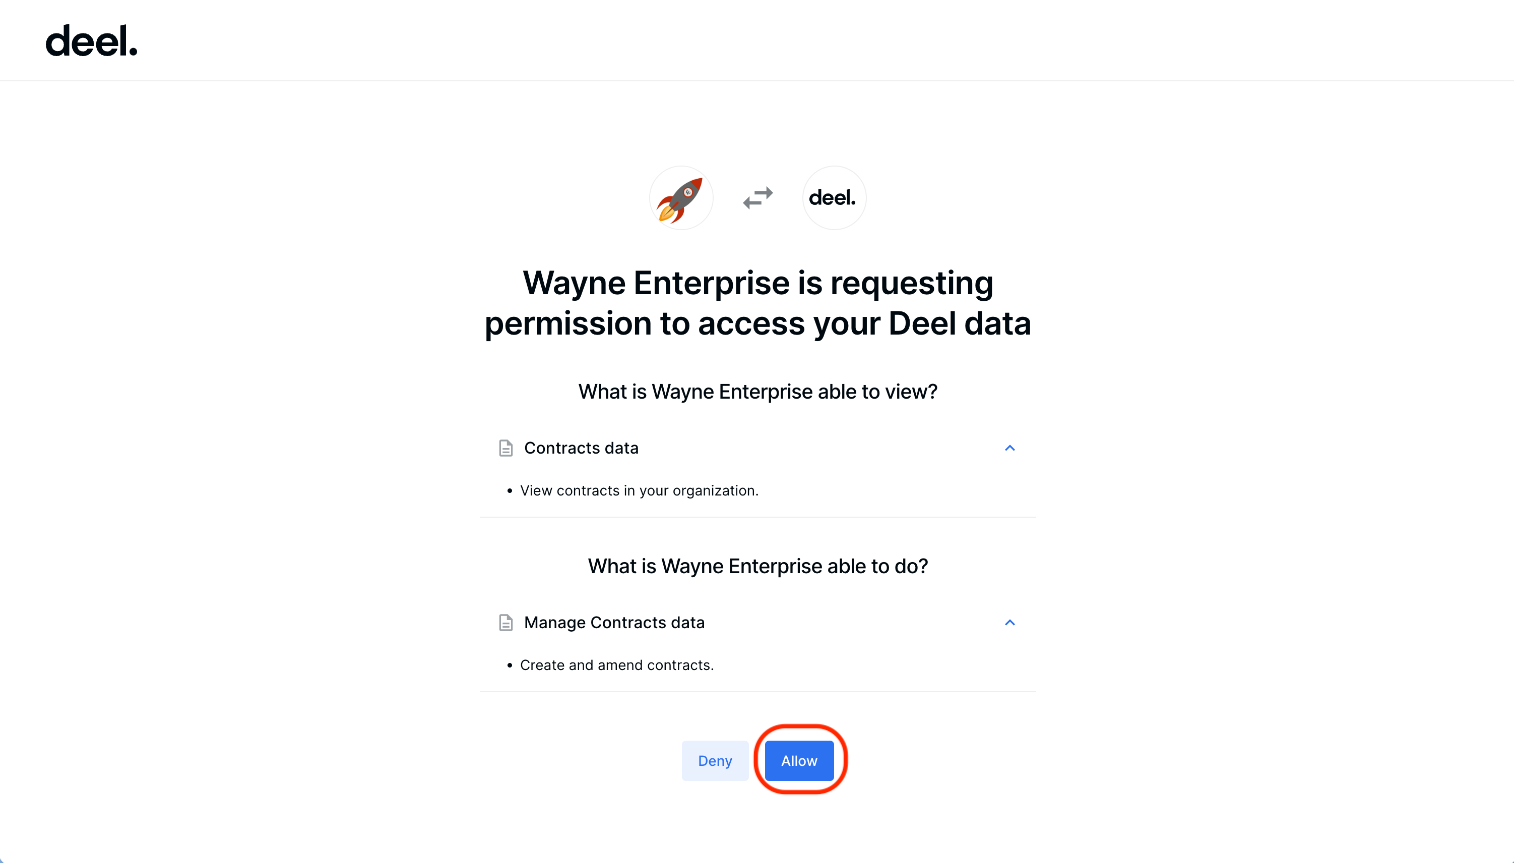 deel.
deel.
Wayne Enterprise is requesting
permission to access your Deel data
What is Wayne Enterprise able to view?
Contracts data
• View contracts in your organization.
What is Wayne Enterprise able to do?
Manage Contracts data
• Create and amend contracts.
Deny Allow